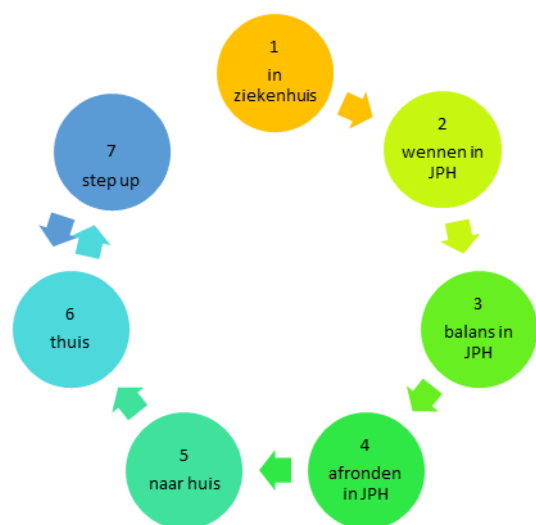 1
in
ziekenhuis
2
wennen in
JPH
3
balans in
JPH
4
afronden
in JPH
5
naar huis
6
thuis
7
step up